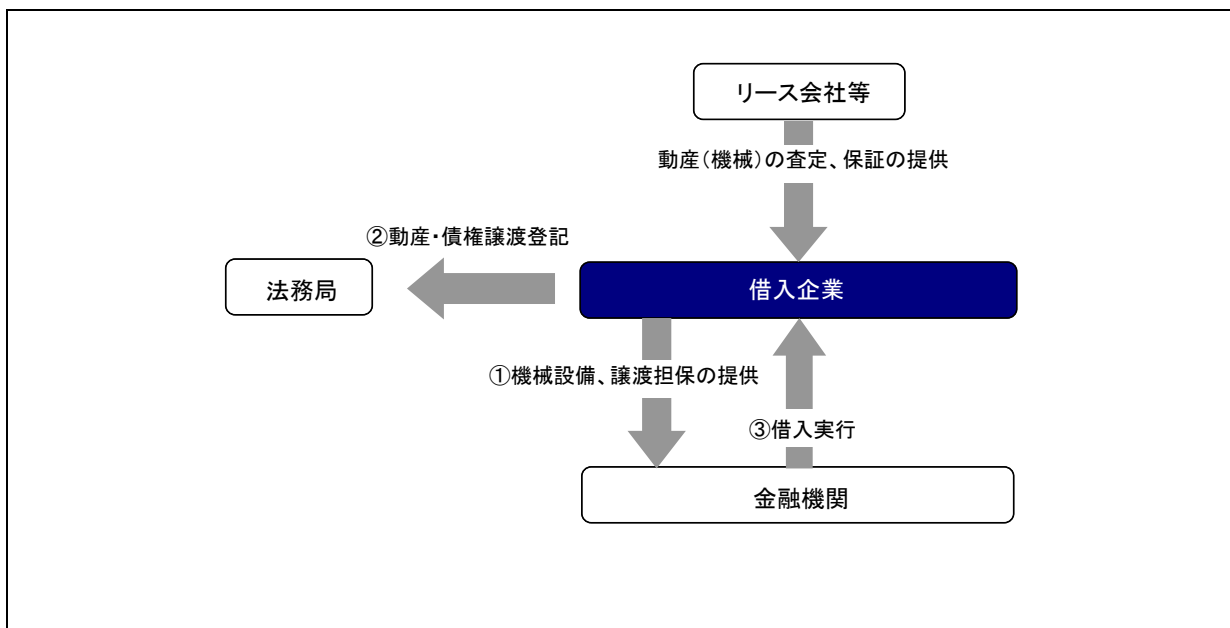 リース会社等
動産(機械)の査定、保証の提供
②動産・債権譲渡登記
法務局
借入企業
①機械設備、譲渡担保の提供
③借入実行
金融機関